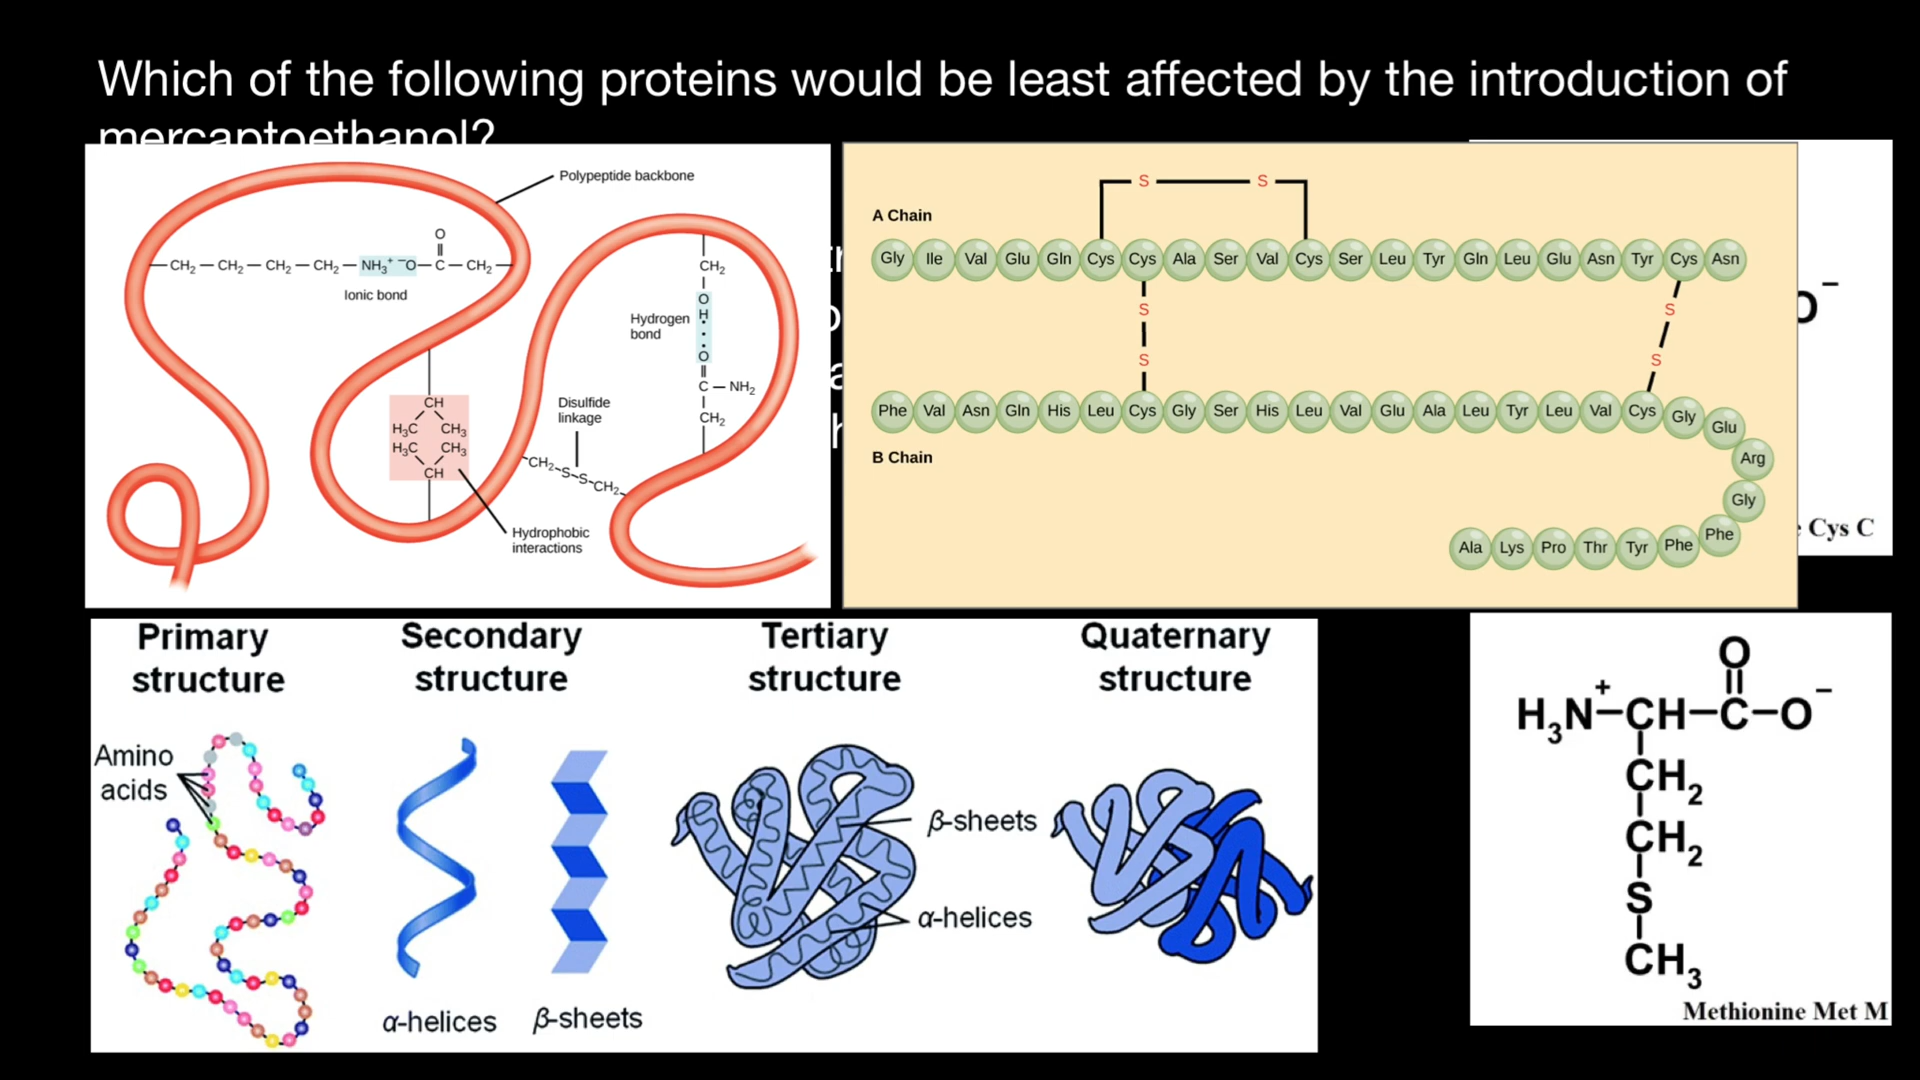 Which of the following proteins would be least affected by the introduction of
mercaptoethanol?
Polypeptide backbone
O
CH₂ CH₂ CH₂ CH₂ NH₃⁺ ⁻O C CH₂
Ionic bond
CH
H₃C CH₃
H₃C CH₃
CH
Hydrophobic
interactions
Disulfide
linkage
CH₂ S S CH₂
Hydrogen
bond
CH₂
O
H
O
C NH₂
CH₂
S S
A Chain
Gly Ile Val Glu Gln Cys Cys Ala Ser Val Cys Ser Leu Tyr Gln Leu Glu Asn Tyr Cys Asn
S S
S S
Phe Val Asn Gln His Leu Cys Gly Ser His Leu Val Glu Ala Leu Tyr Leu Val Cys Gly Glu
B Chain
Arg
Gly
Ala Lys Pro Thr Tyr Phe Phe
O⁻
Cys C
Primary
structure
Secondary
structure
Tertiary
structure
Quaternary
structure
Amino
acids
β-sheets
α-helices
α-helices
β-sheets
O
H₃N⁺–CH–C–O⁻
CH₂
CH₂
S
CH₃
Methionine Met M